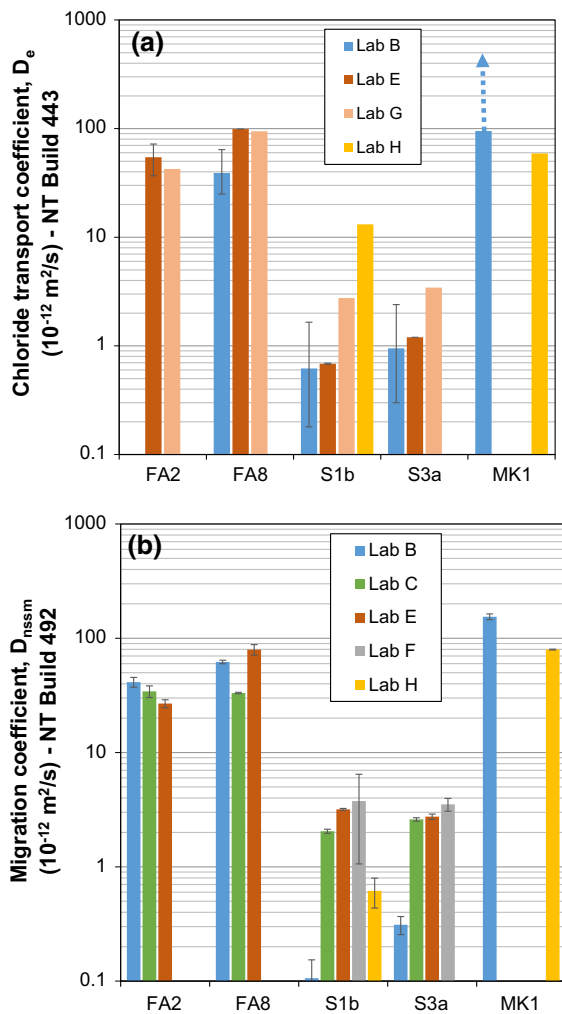 (a)
Chloride transport coefficient, De
(10-12 m2/s) - NT Build 443
1000
100
10
1
0.1
Lab B
Lab E
Lab G
Lab H
FA2 FA8 S1b S3a MK1
(b)
Migration coefficient, Dnssm
(10-12 m2/s) - NT Build 492
1000
100
10
1
0.1
Lab B
Lab C
Lab E
Lab F
Lab H
FA2 FA8 S1b S3a MK1